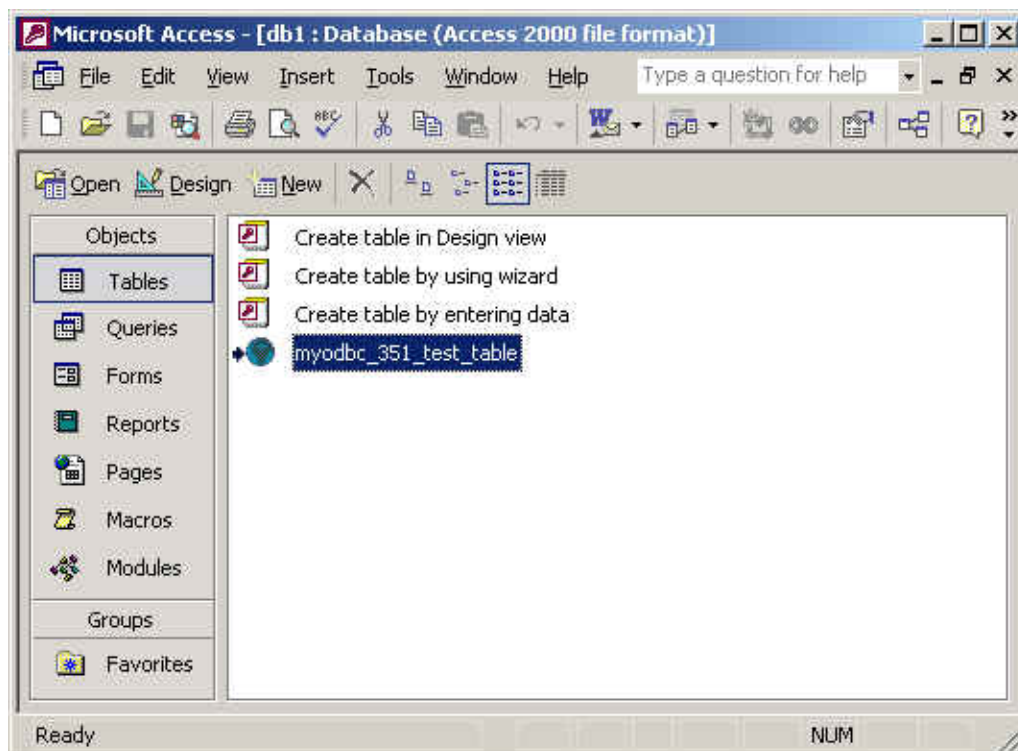 Microsoft Access - [db1 : Database (Access 2000 file format)]
File Edit View Insert Tools Window Help Type a question for help
Open Design New
Objects
Tables
Queries
Forms
Reports
Pages
Macros
Modules
Groups
Favorites
Create table in Design view
Create table by using wizard
Create table by entering data
myodbc_351_test_table
Ready NUM